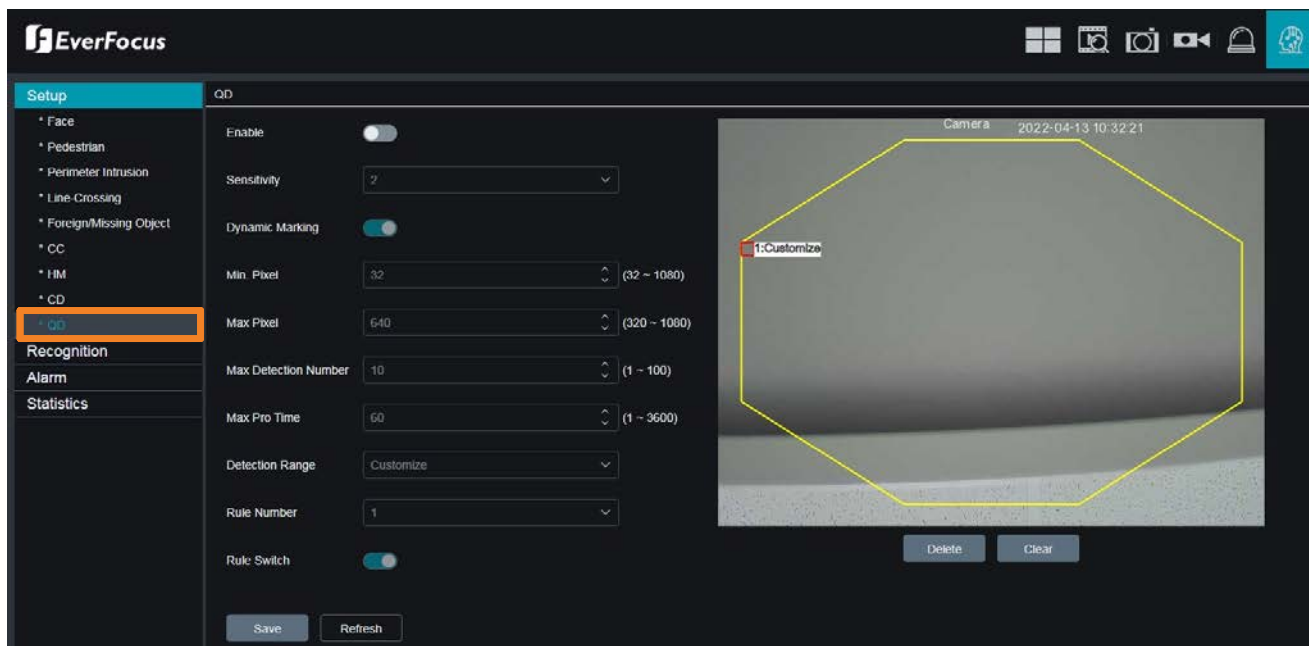 EverFocus
Setup
* Face
* Pedestrian
* Perimeter Intrusion
* Line-Crossing
* Foreign/Missing Object
* CC
* HM
* CD
* QD
Recognition
Alarm
Statistics
QD
Enable
Sensitivity 2
Dynamic Marking
Min. Pixel 32 (32 ~ 1080)
Max Pixel 640 (320 ~ 1080)
Max Detection Number 10 (1 ~ 100)
Max Pro Time 60 (1 ~ 3600)
Detection Range Customize
Rule Number 1
Rule Switch
Save Refresh
Camera 2022-04-13 10:32:21
1:Customize
Delete Clear